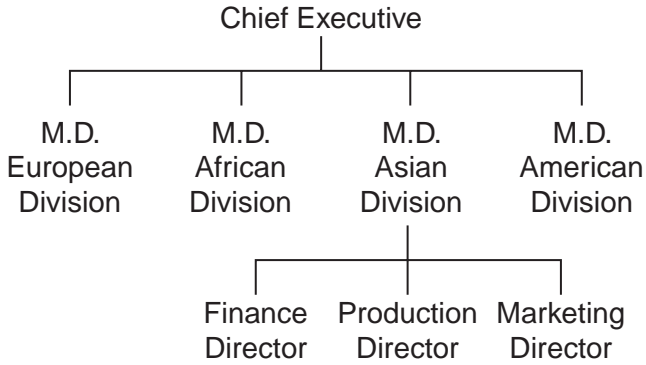 Chief Executive
M.D. M.D. M.D. M.D.
European African Asian American
Division Division Division Division
Finance Production Marketing
Director Director Director